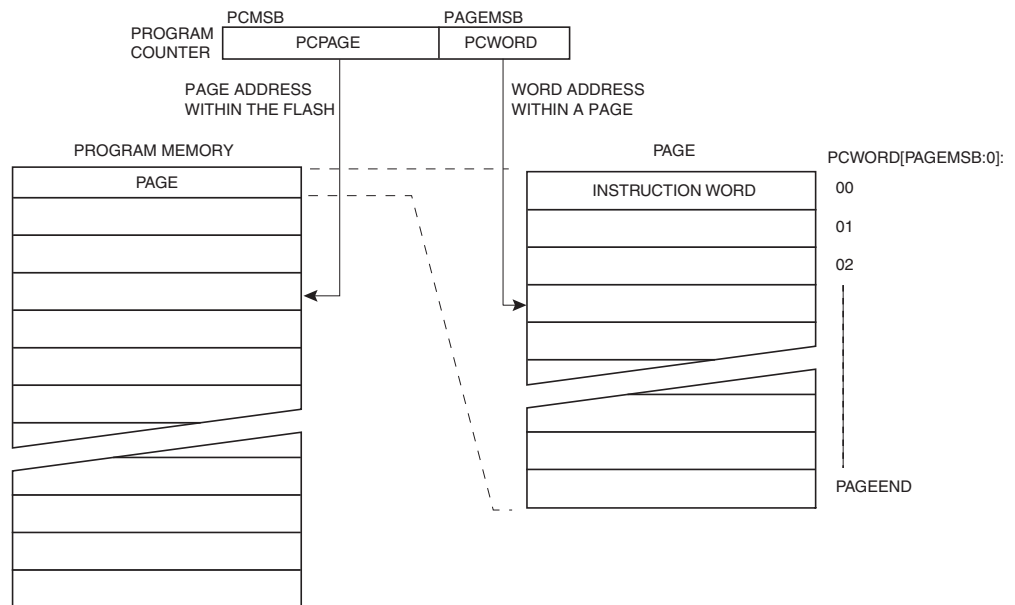 PCMSB PAGEMSB
PROGRAM
COUNTER
PCPAGE PCWORD
PAGE ADDRESS
WITHIN THE FLASH
WORD ADDRESS
WITHIN A PAGE
PROGRAM MEMORY
PAGE
PAGE
PCWORD[PAGEMSB:0]:
INSTRUCTION WORD
00
01
02
PAGEEND